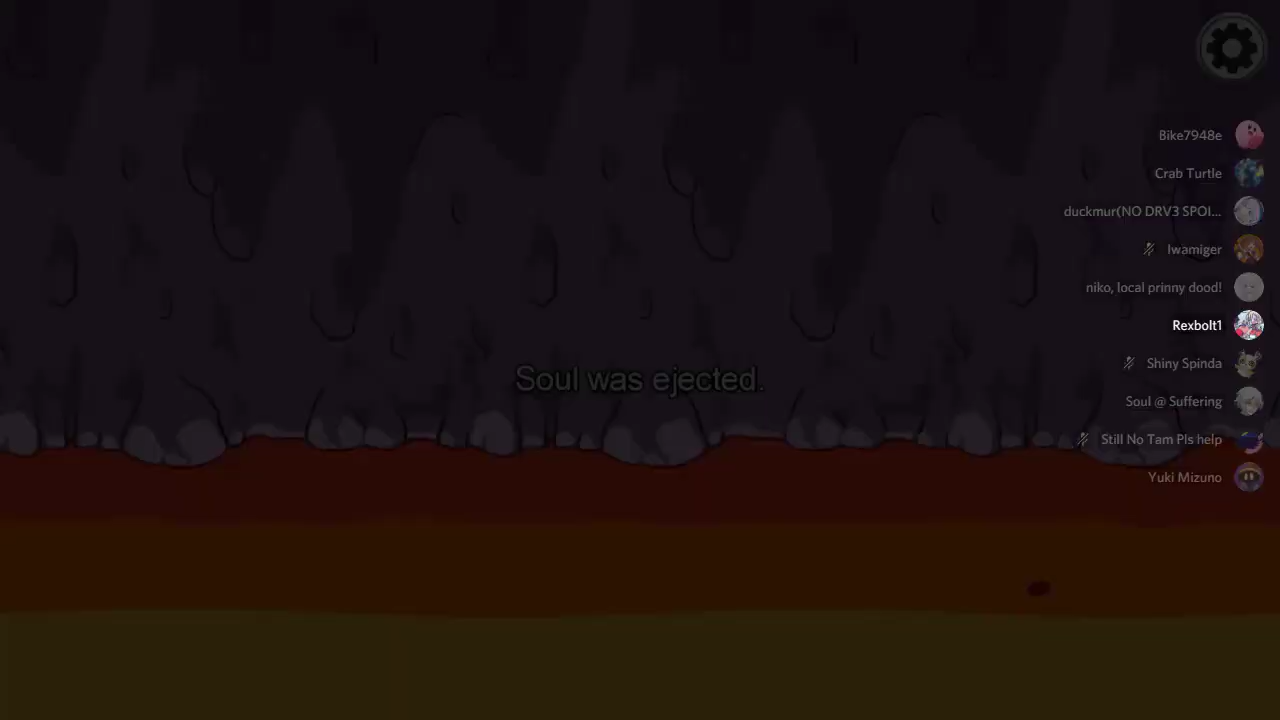 Bike7948e
Crab Turtle
duckmur(NO DRV3 SPOI...
Iwamiger
niko, local prinny dood!
Rexbolt1
Shiny Spinda
Soul was ejected.
Soul @ Suffering
Still No Tam Pls help
Yuki Mizuno